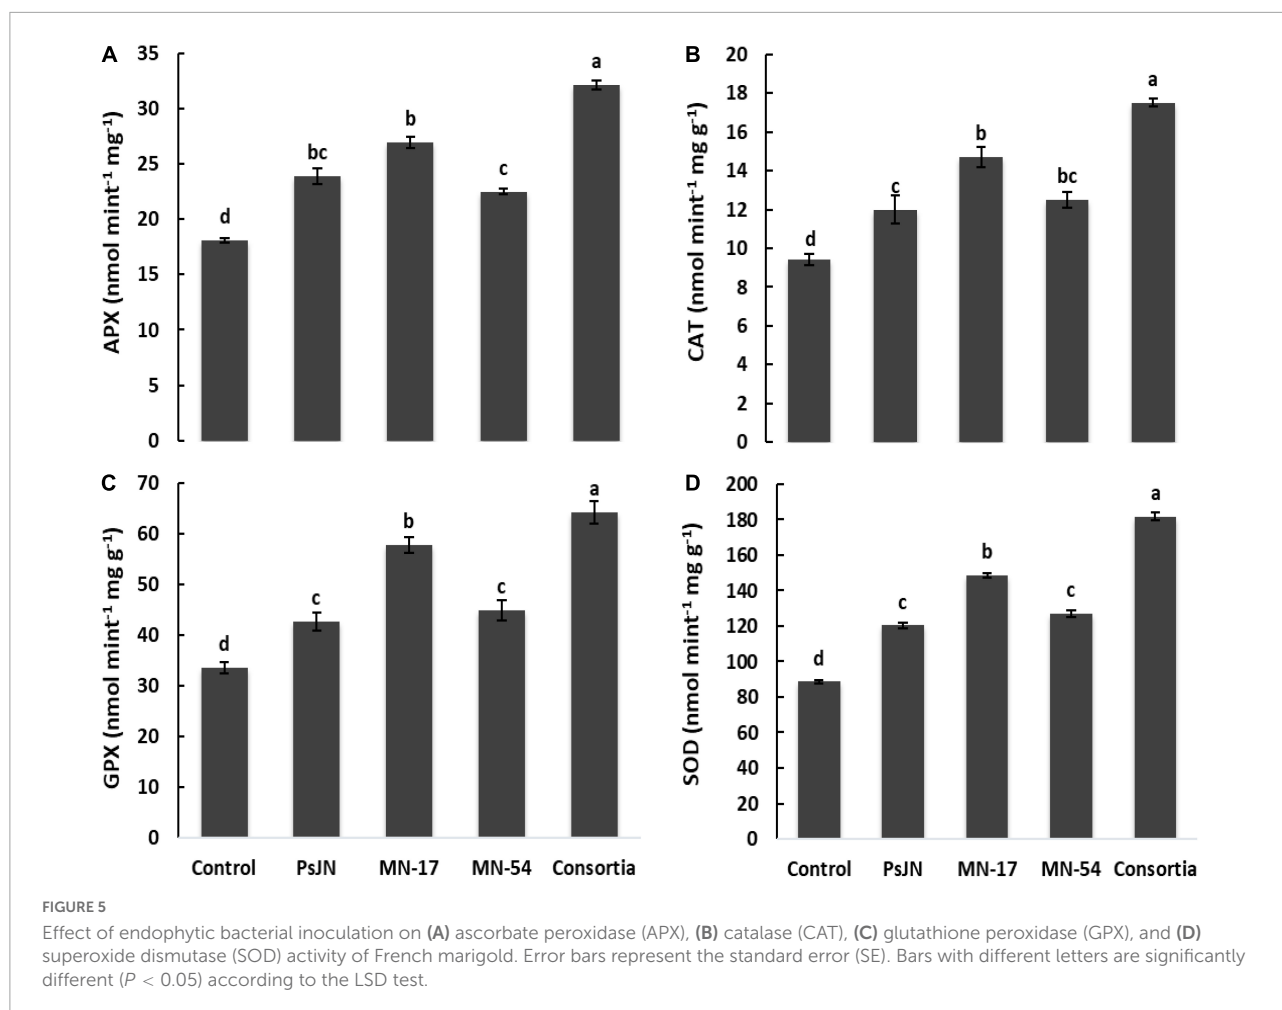 A
APX (nmol mint⁻¹ mg⁻¹)
35
30
25
20
15
10
5
0
d
bc
b
c
a
B
CAT (nmol mint⁻¹ mg g⁻¹)
20
18
16
14
12
10
8
6
4
2
0
d
c
b
bc
a
C
GPX (nmol mint⁻¹ mg g⁻¹)
70
60
50
40
30
20
10
0
d
c
b
c
a
Control PsJN MN-17 MN-54 Consortia
D
SOD (nmol mint⁻¹ mg g⁻¹)
200
180
160
140
120
100
80
60
40
20
0
d
c
b
c
a
Control PsJN MN-17 MN-54 Consortia
FIGURE 5
Effect of endophytic bacterial inoculation on (A) ascorbate peroxidase (APX), (B) catalase (CAT), (C) glutathione peroxidase (GPX), and (D)
superoxide dismutase (SOD) activity of French marigold. Error bars represent the standard error (SE). Bars with different letters are significantly
different (P < 0.05) according to the LSD test.